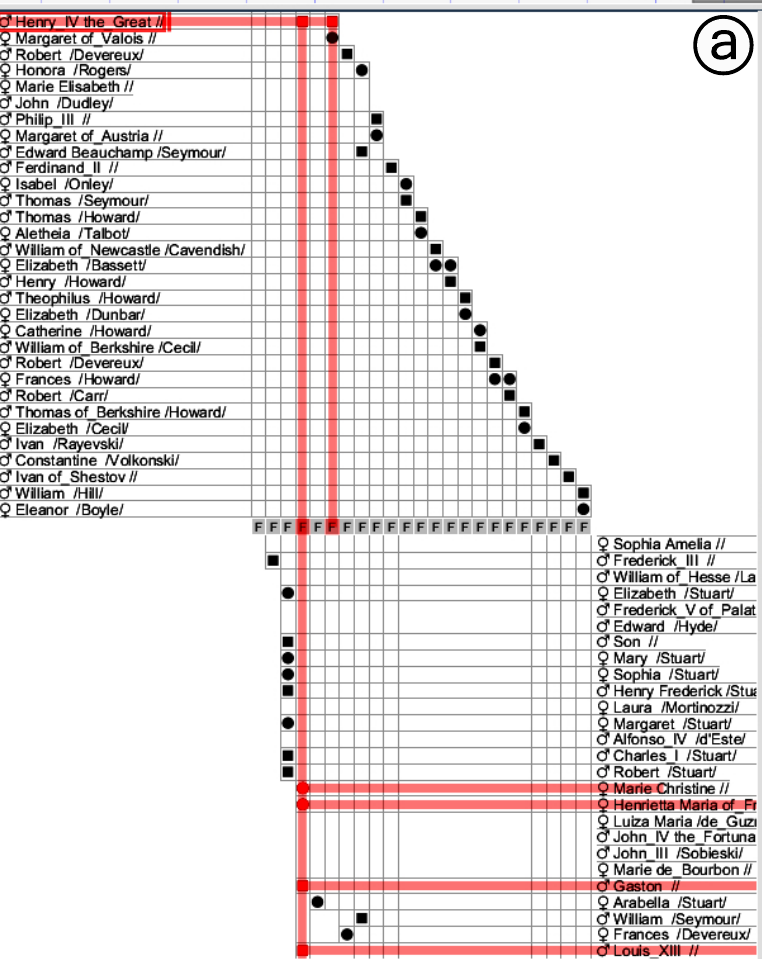 ♂ Henry_IV the_Great //
ⓐ
♀ Margaret of_Valois //
♂ Robert /Devereux/
♀ Honora /Rogers/
♀ Marie Elisabeth //
♂ John /Dudley/
♂ Philip_III //
♀ Margaret of_Austria //
♂ Edward Beauchamp /Seymour/
♂ Ferdinand_II //
♀ Isabel /Onley/
♂ Thomas /Seymour/
♂ Thomas /Howard/
♀ Aletheia /Talbot/
♂ William of_Newcastle /Cavendish/
♀ Elizabeth /Bassett/
♂ Henry /Howard/
♂ Theophilus /Howard/
♀ Elizabeth /Dunbar/
♀ Catherine /Howard/
♂ William of_Berkshire /Cecil/
♂ Robert /Devereux/
♀ Frances /Howard/
♂ Robert /Carr/
♂ Thomas of_Berkshire /Howard/
♀ Elizabeth /Cecil/
♂ Ivan /Rayevski/
♂ Constantine /Volkonski/
♂ Ivan of_Shestov //
♂ William /Hill/
♀ Eleanor /Boyle/
F F F F F F F F F F F F F F F F F F F F F F F
♀ Sophia Amelia //
♂ Frederick_III //
♂ William of_Hesse /La
♀ Elizabeth /Stuart/
♂ Frederick_V of_Palat
♂ Edward /Hyde/
♂ Son //
♀ Mary /Stuart/
♀ Sophia /Stuart/
♂ Henry Frederick /Stua
♀ Laura /Mortinozzi/
♀ Margaret /Stuart/
♂ Alfonso_IV /d'Este/
♂ Charles_I /Stuart/
♂ Robert /Stuart/
♀ Marie Christine //
♀ Henrietta Maria of_Fr
♀ Luiza Maria /de_Guz
♂ John_IV the_Fortuna
♂ John_III /Sobieski/
♀ Marie de_Bourbon //
♂ Gaston //
♀ Arabella /Stuart/
♂ William /Seymour/
♀ Frances /Devereux/
♂ Louis_XIII //